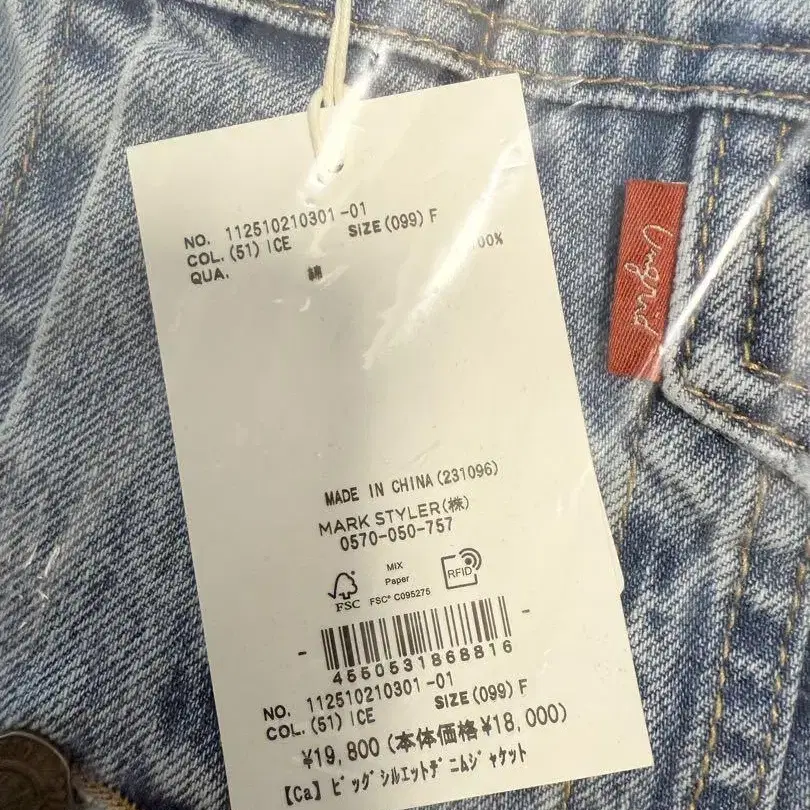 NO. 112510210301-01
COL.(51) ICE SIZE(099) F
QUA. 綿 100%
Ungrid
MADE IN CHINA(231096)
MARK STYLER(株)
0570-050-757
MIX
Paper
FSC FSC® C095275
RFID
4550531868816
NO. 112510210301-01
COL.(51) ICE SIZE(099) F
¥19,800 (本体価格¥18,000)
【Ca】ビッグシルエットデニムジャケット